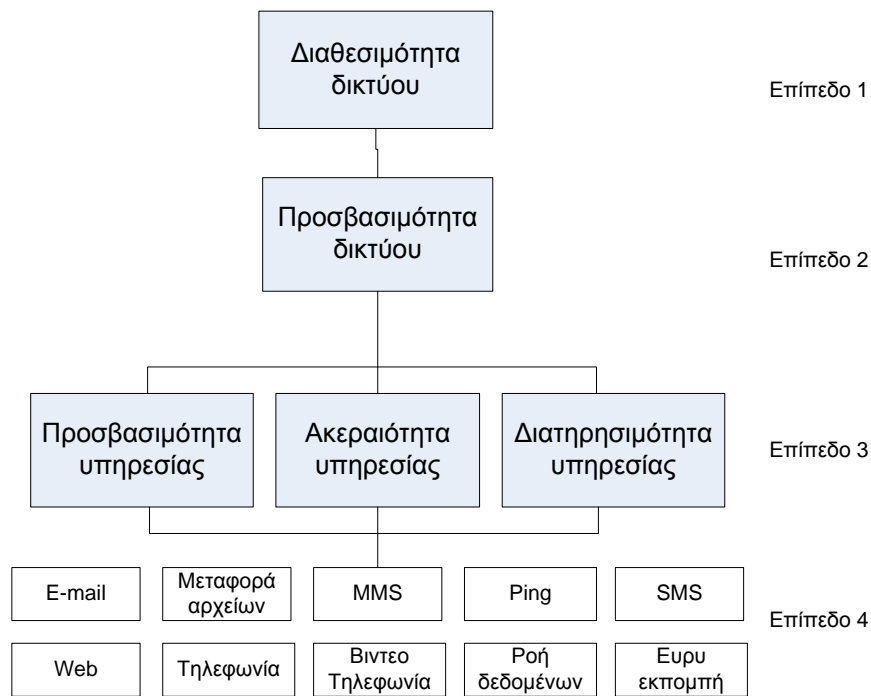 Διαθεσιμότητα
δικτύου
Επίπεδο 1
Προσβασιμότητα
δικτύου
Επίπεδο 2
Προσβασιμότητα
υπηρεσίας
Ακεραιότητα
υπηρεσίας
Διατηρησιμότητα
υπηρεσίας
Επίπεδο 3
E-mail
Μεταφορά
αρχείων
MMS
Ping
SMS
Επίπεδο 4
Web
Τηλεφωνία
Βιντεο
Τηλεφωνία
Ροή
δεδομένων
Ευρυ
εκπομπή